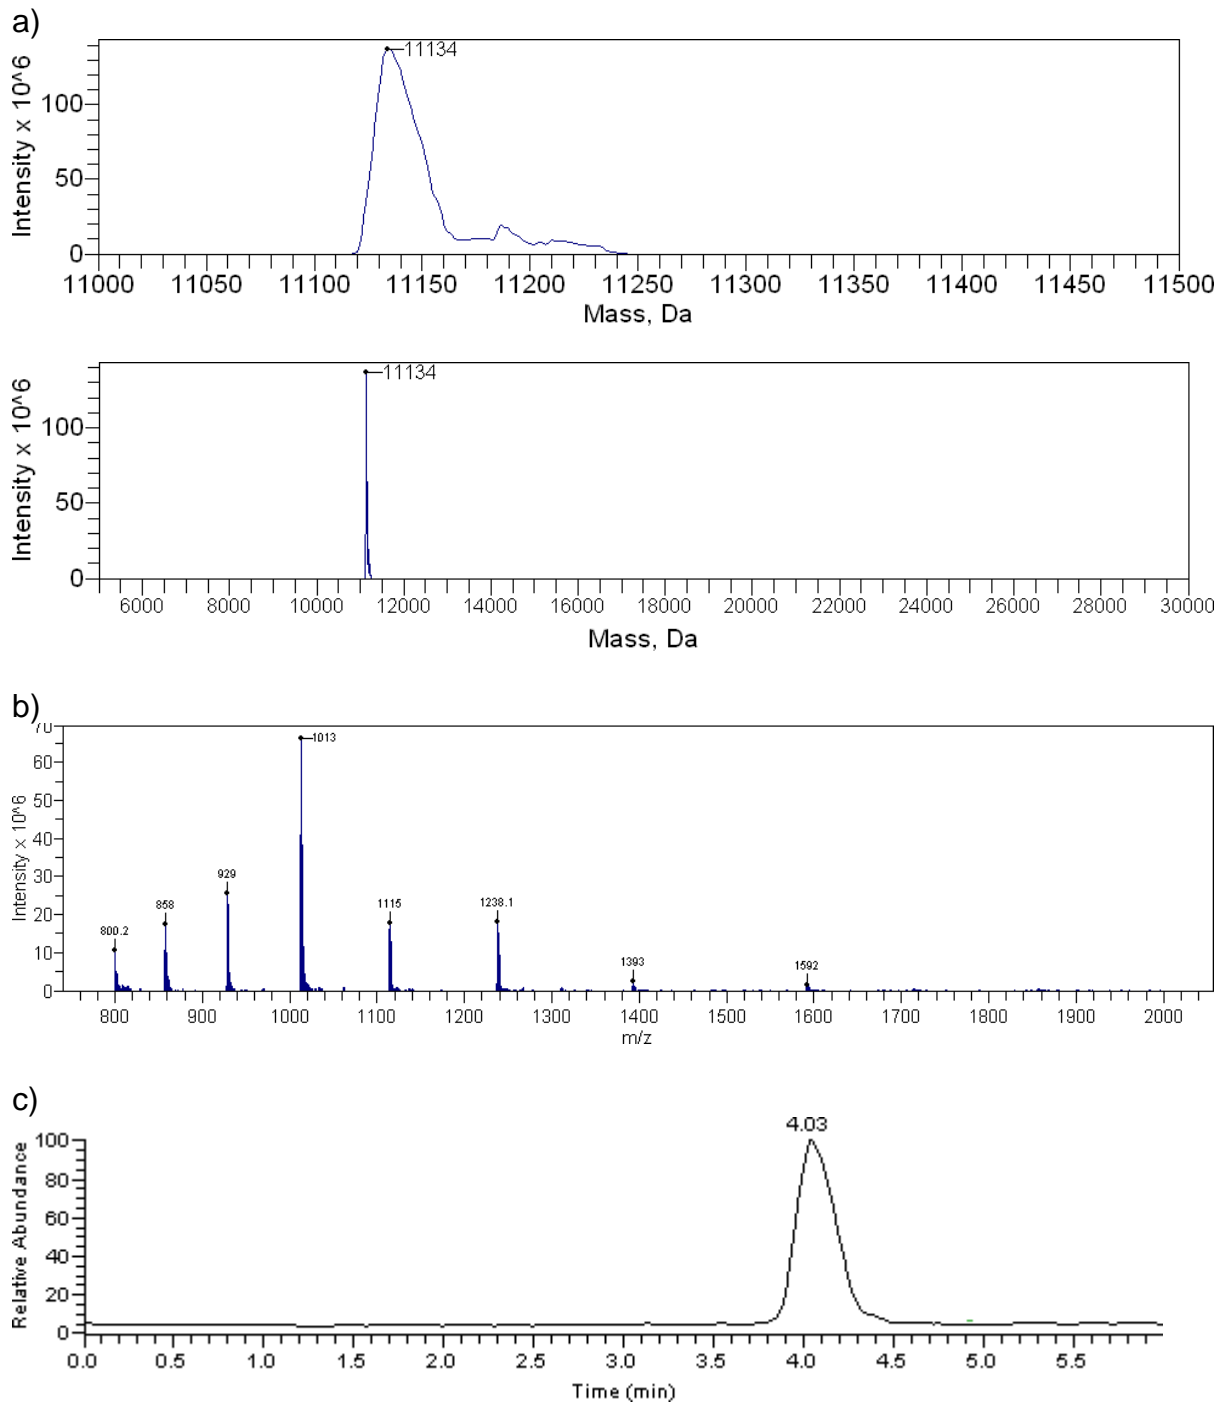 a)
11134
Intensity x 10^6
100
50
0
11000 11050 11100 11150 11200 11250 11300 11350 11400 11450 11500
Mass, Da
11134
Intensity x 10^6
100
50
0
6000 8000 10000 12000 14000 16000 18000 20000 22000 24000 26000 28000 30000
Mass, Da
b)
70
1013
60
50
Intensity x 10^6
40
30
929
20
858
1115
1238.1
10
800.2
1393
1592
0
800 900 1000 1100 1200 1300 1400 1500 1600 1700 1800 1900 2000
m/z
c)
4.03
Relative Abundance
100
80
60
40
20
0
0.0 0.5 1.0 1.5 2.0 2.5 3.0 3.5 4.0 4.5 5.0 5.5
Time (min)